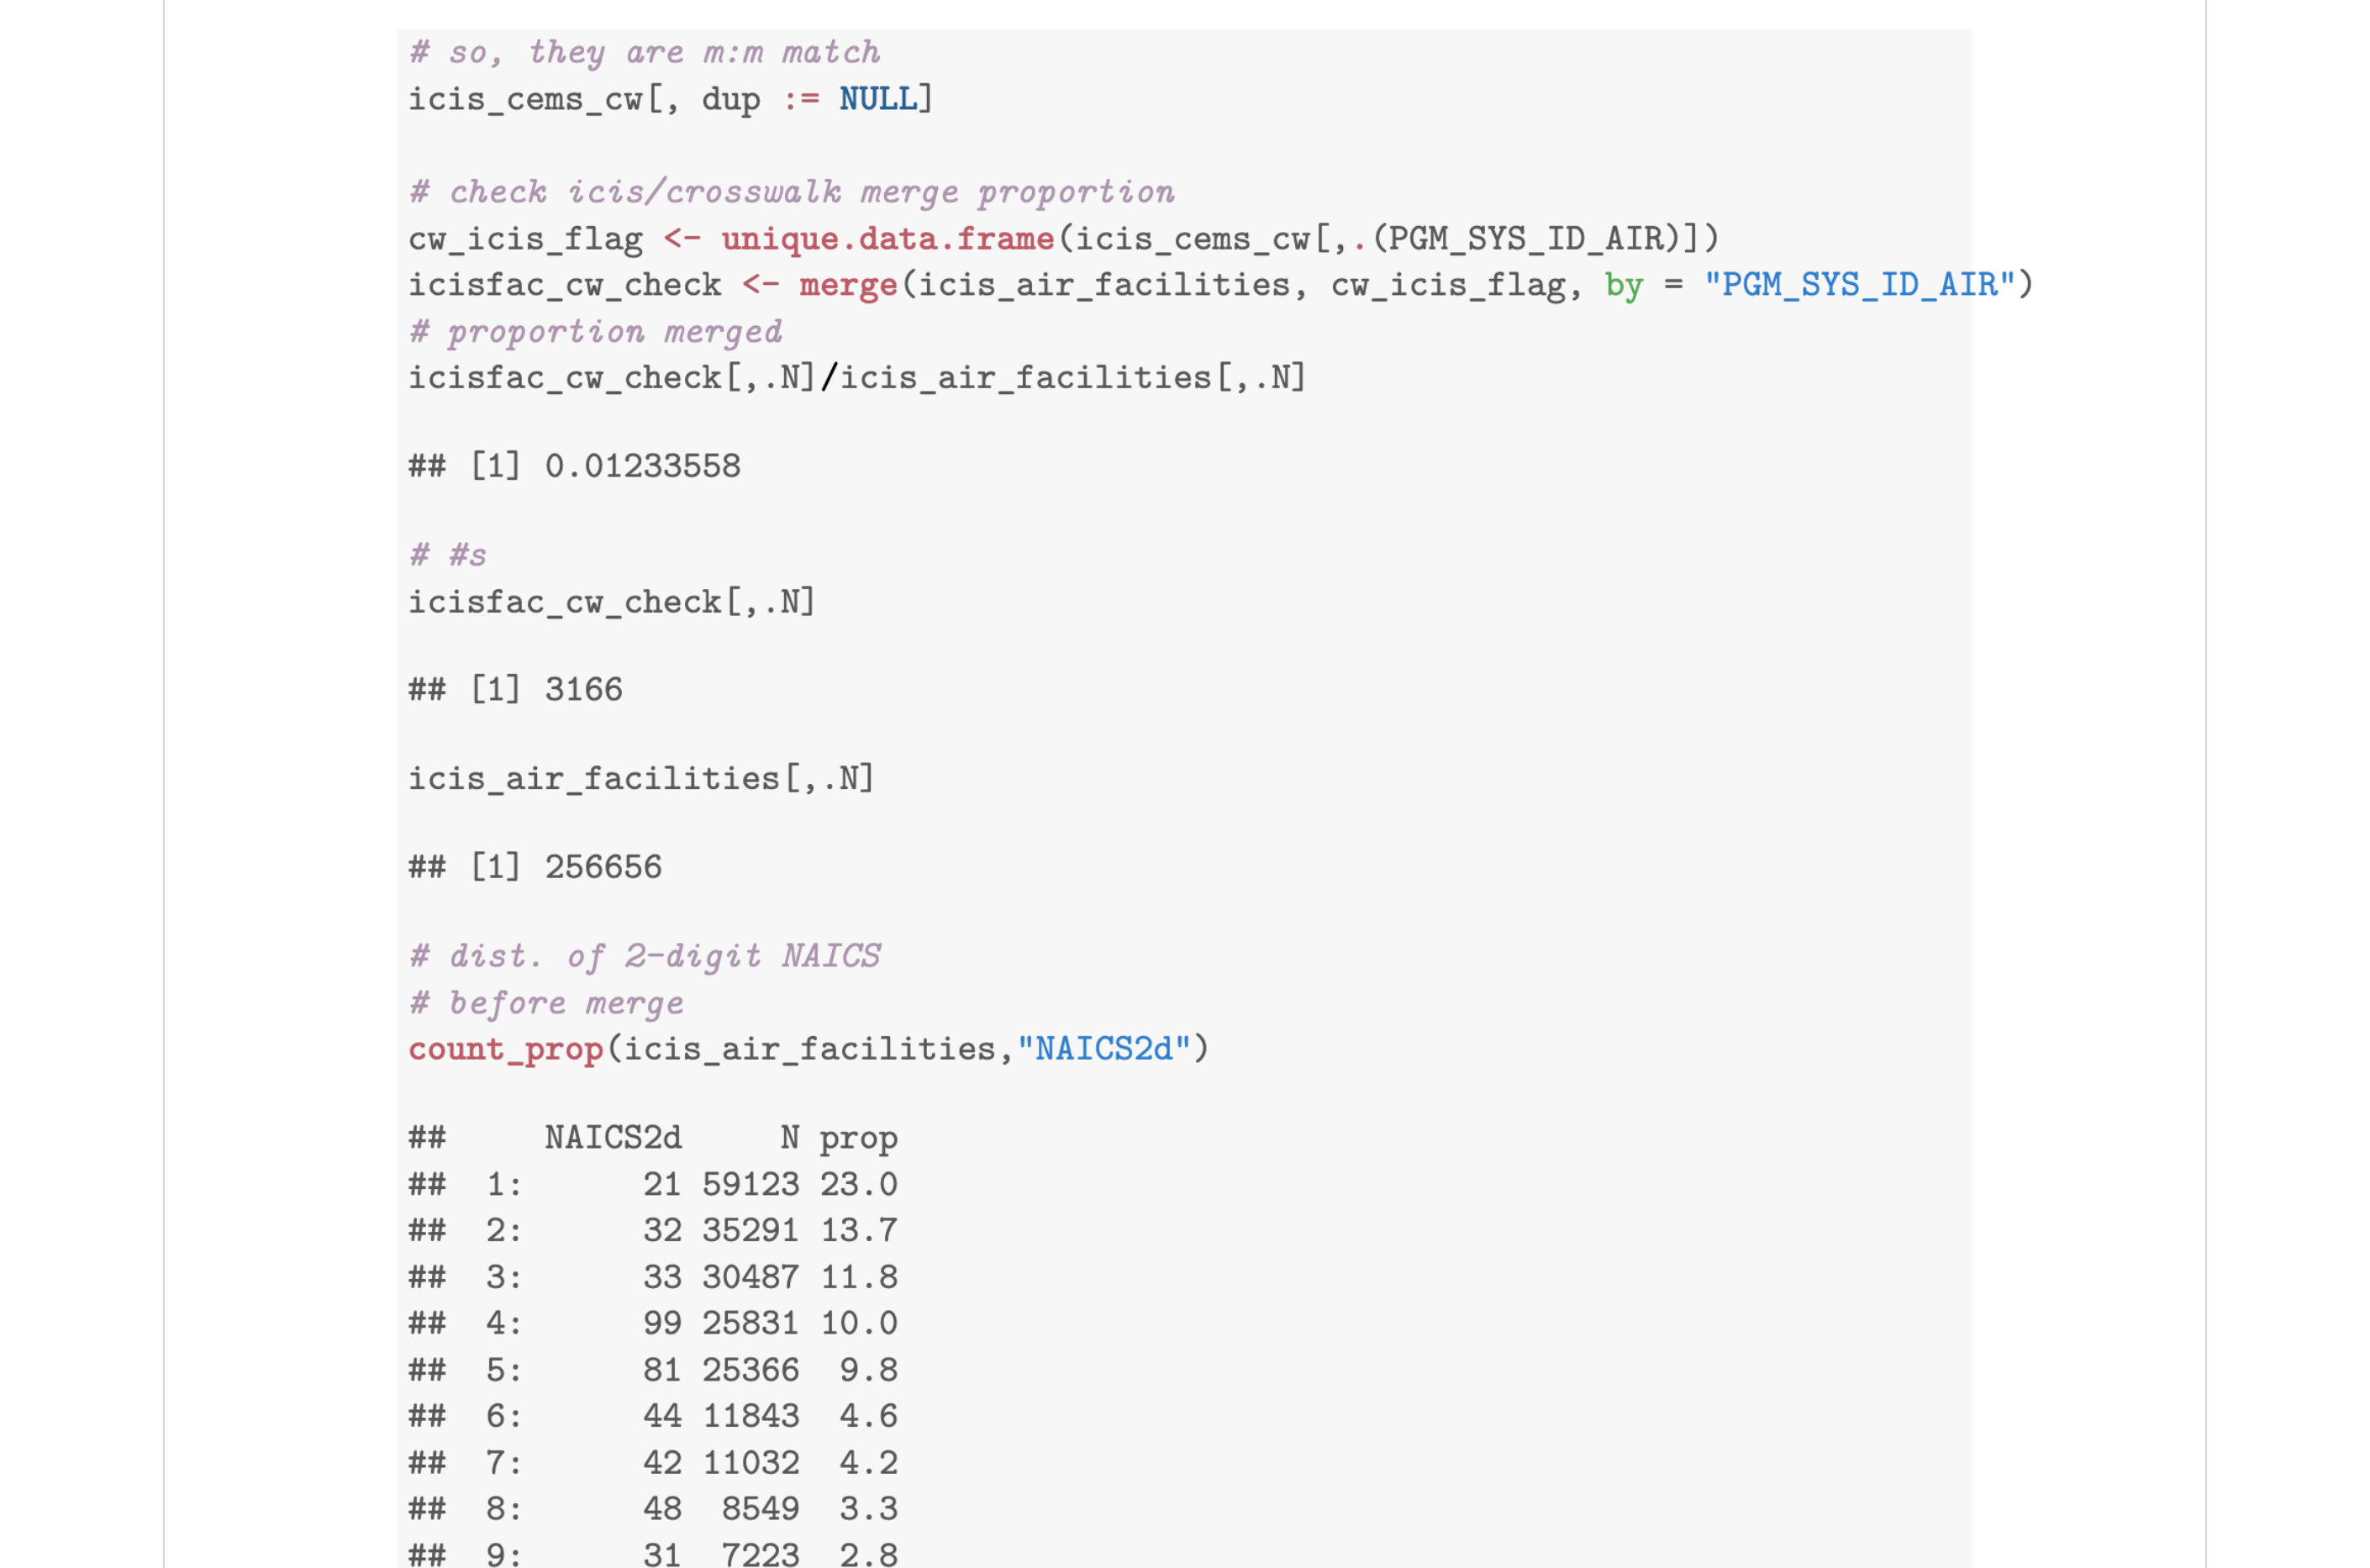 # so, they are m:m match
icis_cems_cw[, dup := NULL]
# check icis/crosswalk merge proportion
cw_icis_flag <- unique.data.frame(icis_cems_cw[,.(PGM_SYS_ID_AIR)])
icisfac_cw_check <- merge(icis_air_facilities, cw_icis_flag, by = "PGM_SYS_ID_AIR")
# proportion merged
icisfac_cw_check[,.N]/icis_air_facilities[,.N]
## [1] 0.01233558
# #s
icisfac_cw_check[,.N]
## [1] 3166
icis_air_facilities[,.N]
## [1] 256656
# dist. of 2-digit NAICS
# before merge
count_prop(icis_air_facilities,"NAICS2d")
##     NAICS2d     N prop
##  1:      21 59123 23.0
##  2:      32 35291 13.7
##  3:      33 30487 11.8
##  4:      99 25831 10.0
##  5:      81 25366  9.8
##  6:      44 11843  4.6
##  7:      42 11032  4.2
##  8:      48  8549  3.3
##  9:      31  7223  2.8